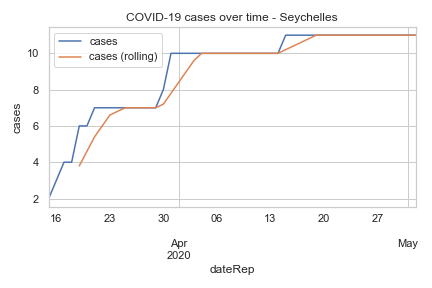 COVID-19 cases over time - Seychelles
cases
cases (rolling)
10
8
6
4
2
cases
16 23 30 06 13 20 27
Apr May
2020
dateRep